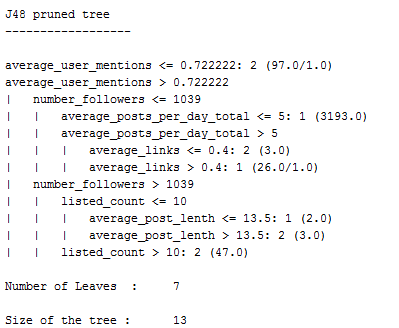 J48 pruned tree
------------------
average_user_mentions <= 0.722222: 2 (97.0/1.0)
average_user_mentions > 0.722222
|   number_followers <= 1039
|   |   average_posts_per_day_total <= 5: 1 (3193.0)
|   |   average_posts_per_day_total > 5
|   |   |   average_links <= 0.4: 2 (3.0)
|   |   |   average_links > 0.4: 1 (26.0/1.0)
|   number_followers > 1039
|   |   listed_count <= 10
|   |   |   average_post_lenth <= 13.5: 1 (2.0)
|   |   |   average_post_lenth > 13.5: 2 (3.0)
|   |   listed_count > 10: 2 (47.0)
Number of Leaves  :     7
Size of the tree :      13